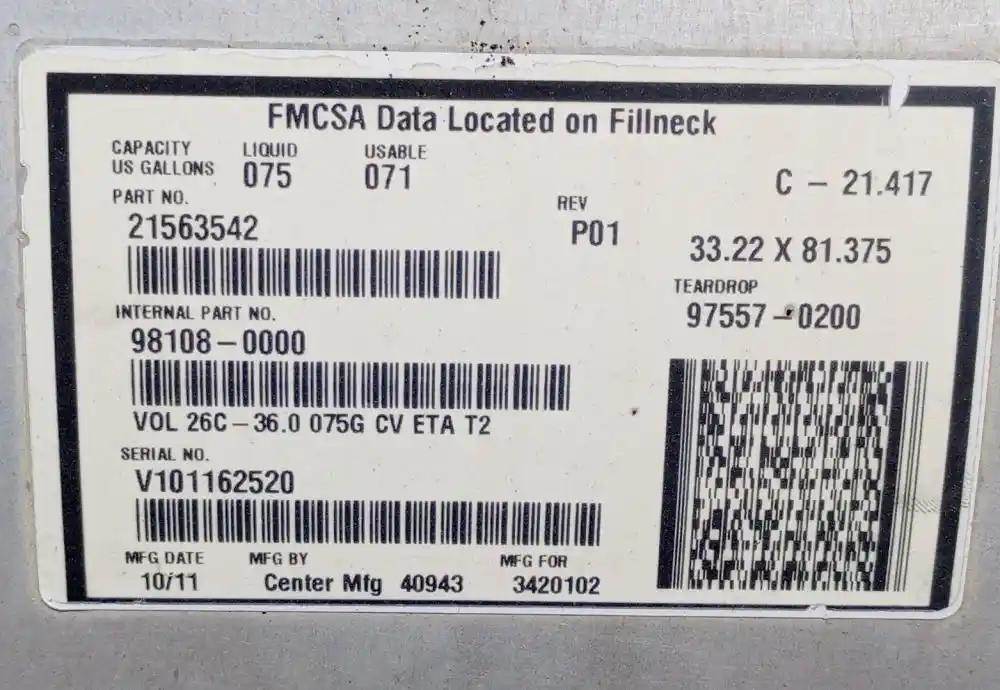 FMCSA Data Located on Fillneck
CAPACITY US GALLONS
LIQUID
075
USABLE
071
C – 21.417
PART NO.
21563542
REV
P01
33.22 X 81.375
TEARDROP
97557 – 0200
INTERNAL PART NO.
98108 – 0000
VOL 26C – 36.0 075G CV ETA T2
SERIAL NO.
V101162520
MFG DATE
10/11
MFG BY
Center Mfg 40943
MFG FOR
3420102